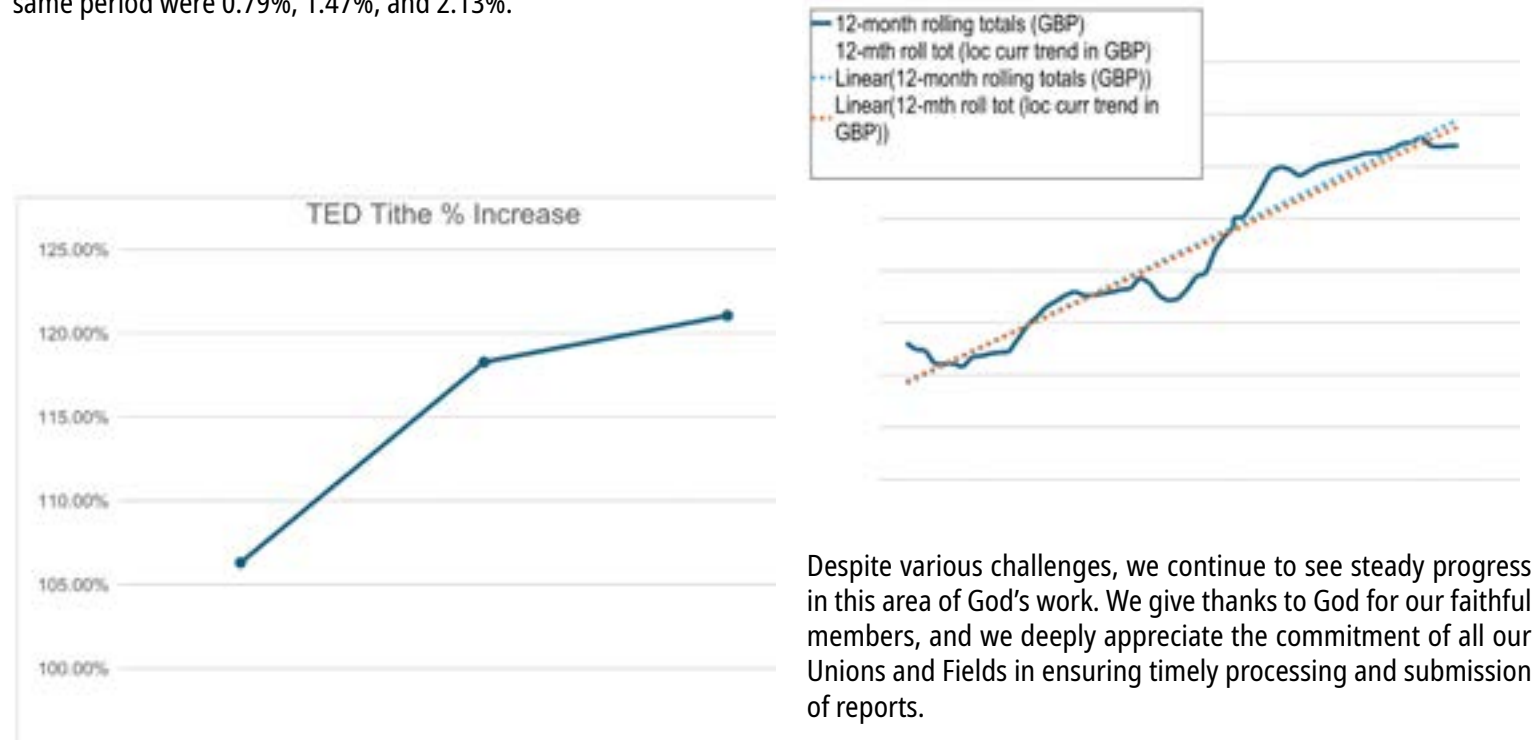 same period were 0.79%, 1.47%, and 2.13%.
TED Tithe % Increase
125.00%
120.00%
115.00%
110.00%
105.00%
100.00%
12-month rolling totals (GBP)
12-mth roll tot (loc curr trend in GBP)
Linear(12-month rolling totals (GBP))
Linear(12-mth roll tot (loc curr trend in
GBP))
Despite various challenges, we continue to see steady progress
in this area of God’s work. We give thanks to God for our faithful
members, and we deeply appreciate the commitment of all our
Unions and Fields in ensuring timely processing and submission
of reports.